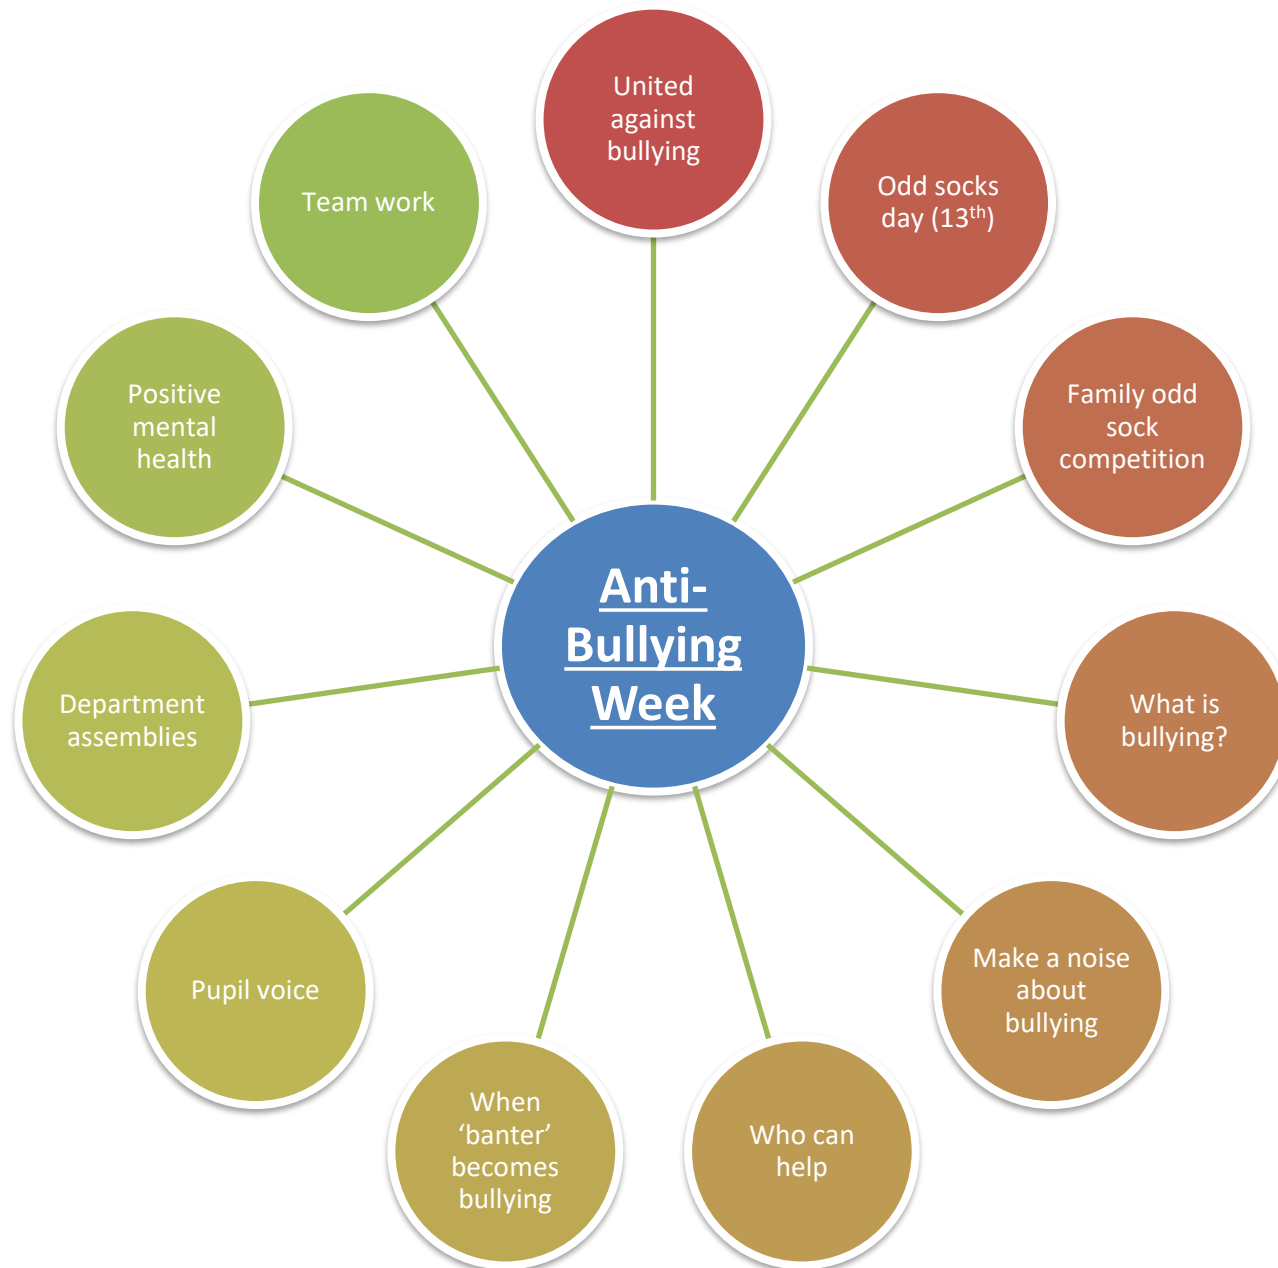 Anti-
Bullying
Week
United
against
bullying
Odd socks
day (13th)
Family odd
sock
competition
What is
bullying?
Make a noise
about
bullying
Who can
help
When
‘banter’
becomes
bullying
Pupil voice
Department
assemblies
Positive
mental
health
Team work